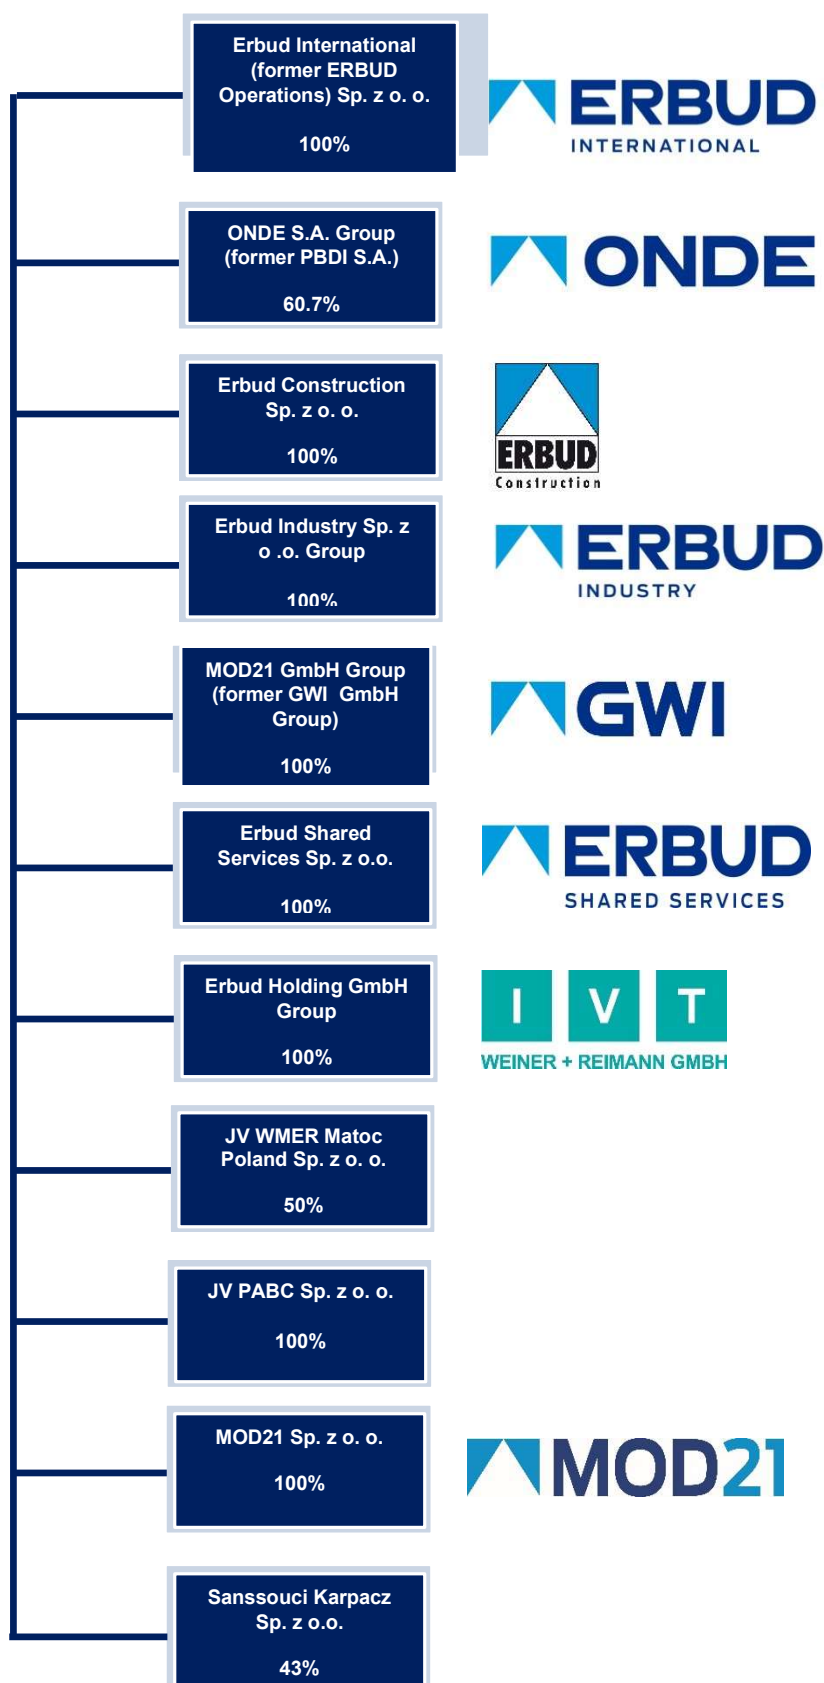 Erbud International
(former ERBUD
Operations) Sp. z o. o.
100%
ERBUD
INTERNATIONAL
ONDE S.A. Group
(former PBDI S.A.)
60.7%
ONDE
Erbud Construction
Sp. z o. o.
100%
ERBUD
Construction
Erbud Industry Sp. z
o .o. Group
100%
ERBUD
INDUSTRY
MOD21 GmbH Group
(former GWI GmbH
Group)
100%
GWI
Erbud Shared
Services Sp. z o.o.
100%
ERBUD
SHARED SERVICES
Erbud Holding GmbH
Group
100%
I V T
WEINER + REIMANN GMBH
JV WMER Matoc
Poland Sp. z o. o.
50%
JV PABC Sp. z o. o.
100%
MOD21 Sp. z o. o.
100%
MOD21
Sanssouci Karpacz
Sp. z o.o.
43%